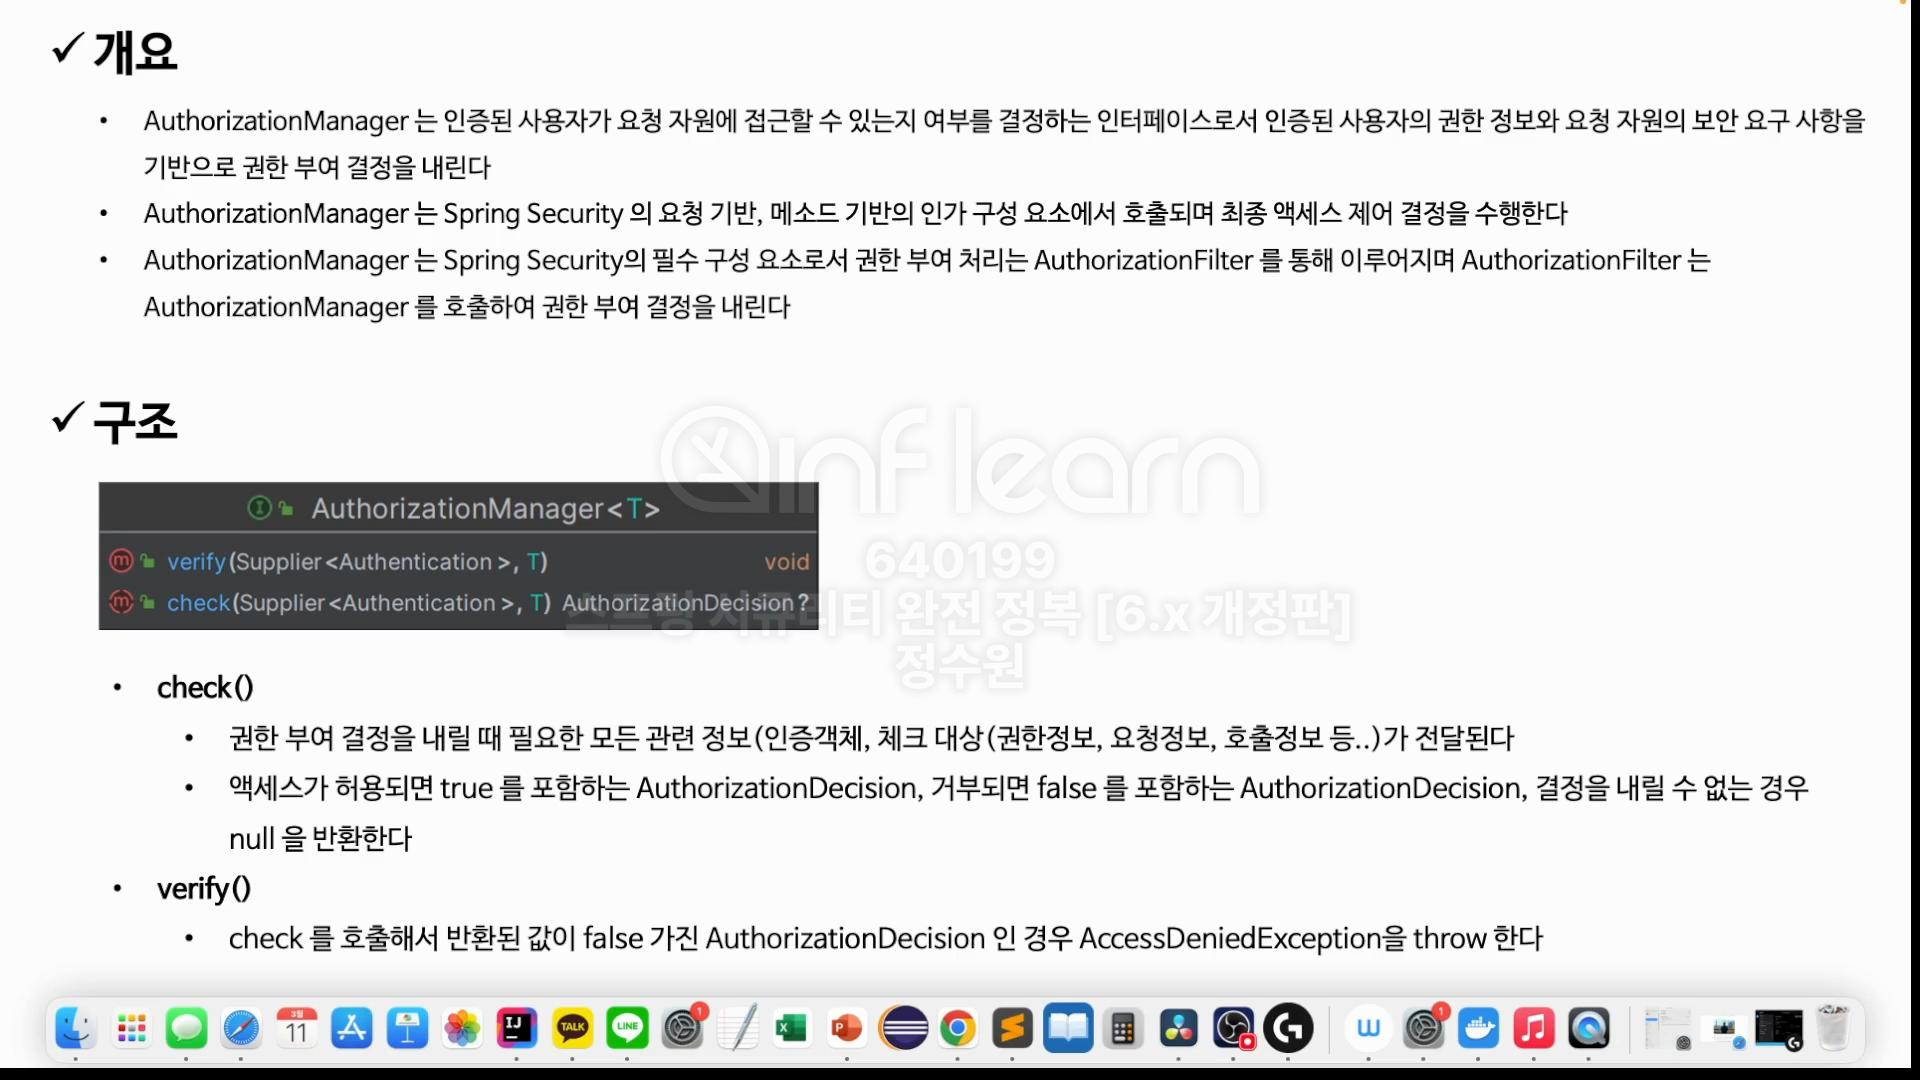 ✓ 개요
• AuthorizationManager 는 인증된 사용자가 요청 자원에 접근할 수 있는지 여부를 결정하는 인터페이스로서 인증된 사용자의 권한 정보와 요청 자원의 보안 요구 사항을
기반으로 권한 부여 결정을 내린다
• AuthorizationManager 는 Spring Security 의 요청 기반, 메소드 기반의 인가 구성 요소에서 호출되며 최종 액세스 제어 결정을 수행한다
• AuthorizationManager 는 Spring Security의 필수 구성 요소로서 권한 부여 처리는 AuthorizationFilter 를 통해 이루어지며 AuthorizationFilter 는
AuthorizationManager 를 호출하여 권한 부여 결정을 내린다
✓ 구조
inflearn
AuthorizationManager<T>
verify(Supplier<Authentication>, T) void
check(Supplier<Authentication>, T) AuthorizationDecision?
640199
스프링 시큐리티 완전 정복 [6.x 개정판]
정수원
• check()
• 권한 부여 결정을 내릴 때 필요한 모든 관련 정보(인증객체, 체크 대상(권한정보, 요청정보, 호출정보 등..)가 전달된다
• 액세스가 허용되면 true 를 포함하는 AuthorizationDecision, 거부되면 false 를 포함하는 AuthorizationDecision, 결정을 내릴 수 없는 경우
null 을 반환한다
• verify()
• check 를 호출해서 반환된 값이 false 가진 AuthorizationDecision 인 경우 AccessDeniedException을 throw 한다
3월
11
IJ
TALK
LINE
1
X
P
W
1